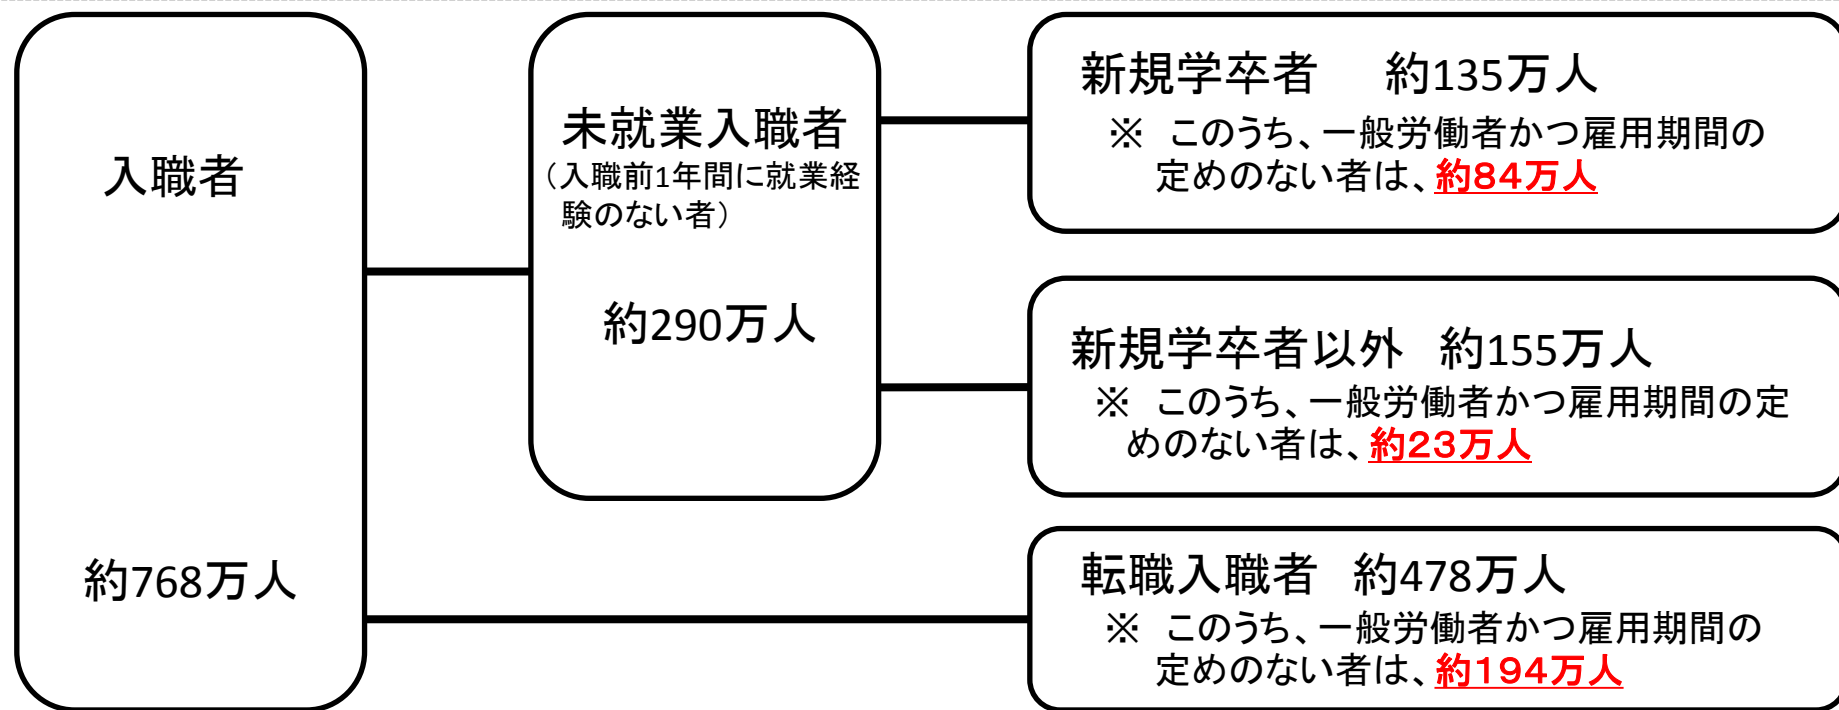 入職者
約768万人
未就業入職者
(入職前1年間に就業経
験のない者)
約290万人
新規学卒者　約135万人
※ このうち、一般労働者かつ雇用期間の
定めのない者は、約84万人
新規学卒者以外 約155万人
※ このうち、一般労働者かつ雇用期間の定
めのない者は、約23万人
転職入職者 約478万人
※ このうち、一般労働者かつ雇用期間の
定めのない者は、約194万人